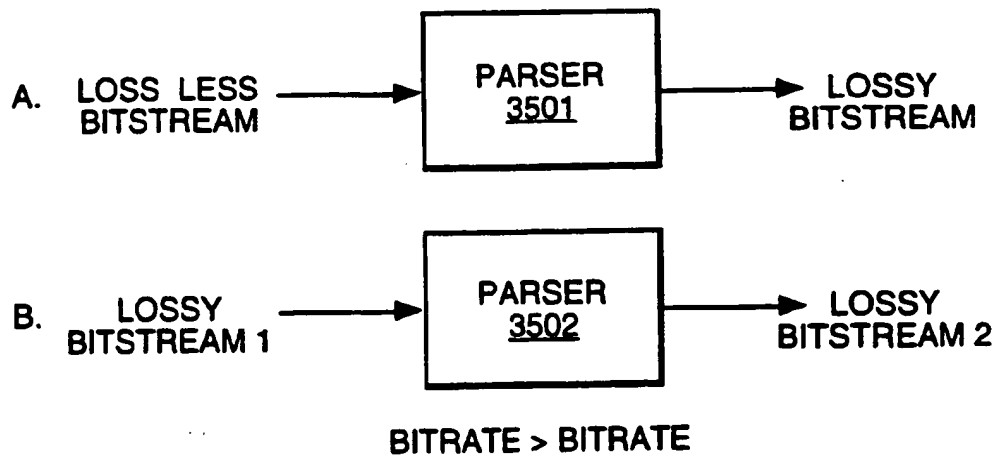 A. LOSS LESS BITSTREAM
PARSER
3501
LOSSY BITSTREAM
B. LOSSY BITSTREAM 1
PARSER
3502
LOSSY BITSTREAM 2
BITRATE > BITRATE